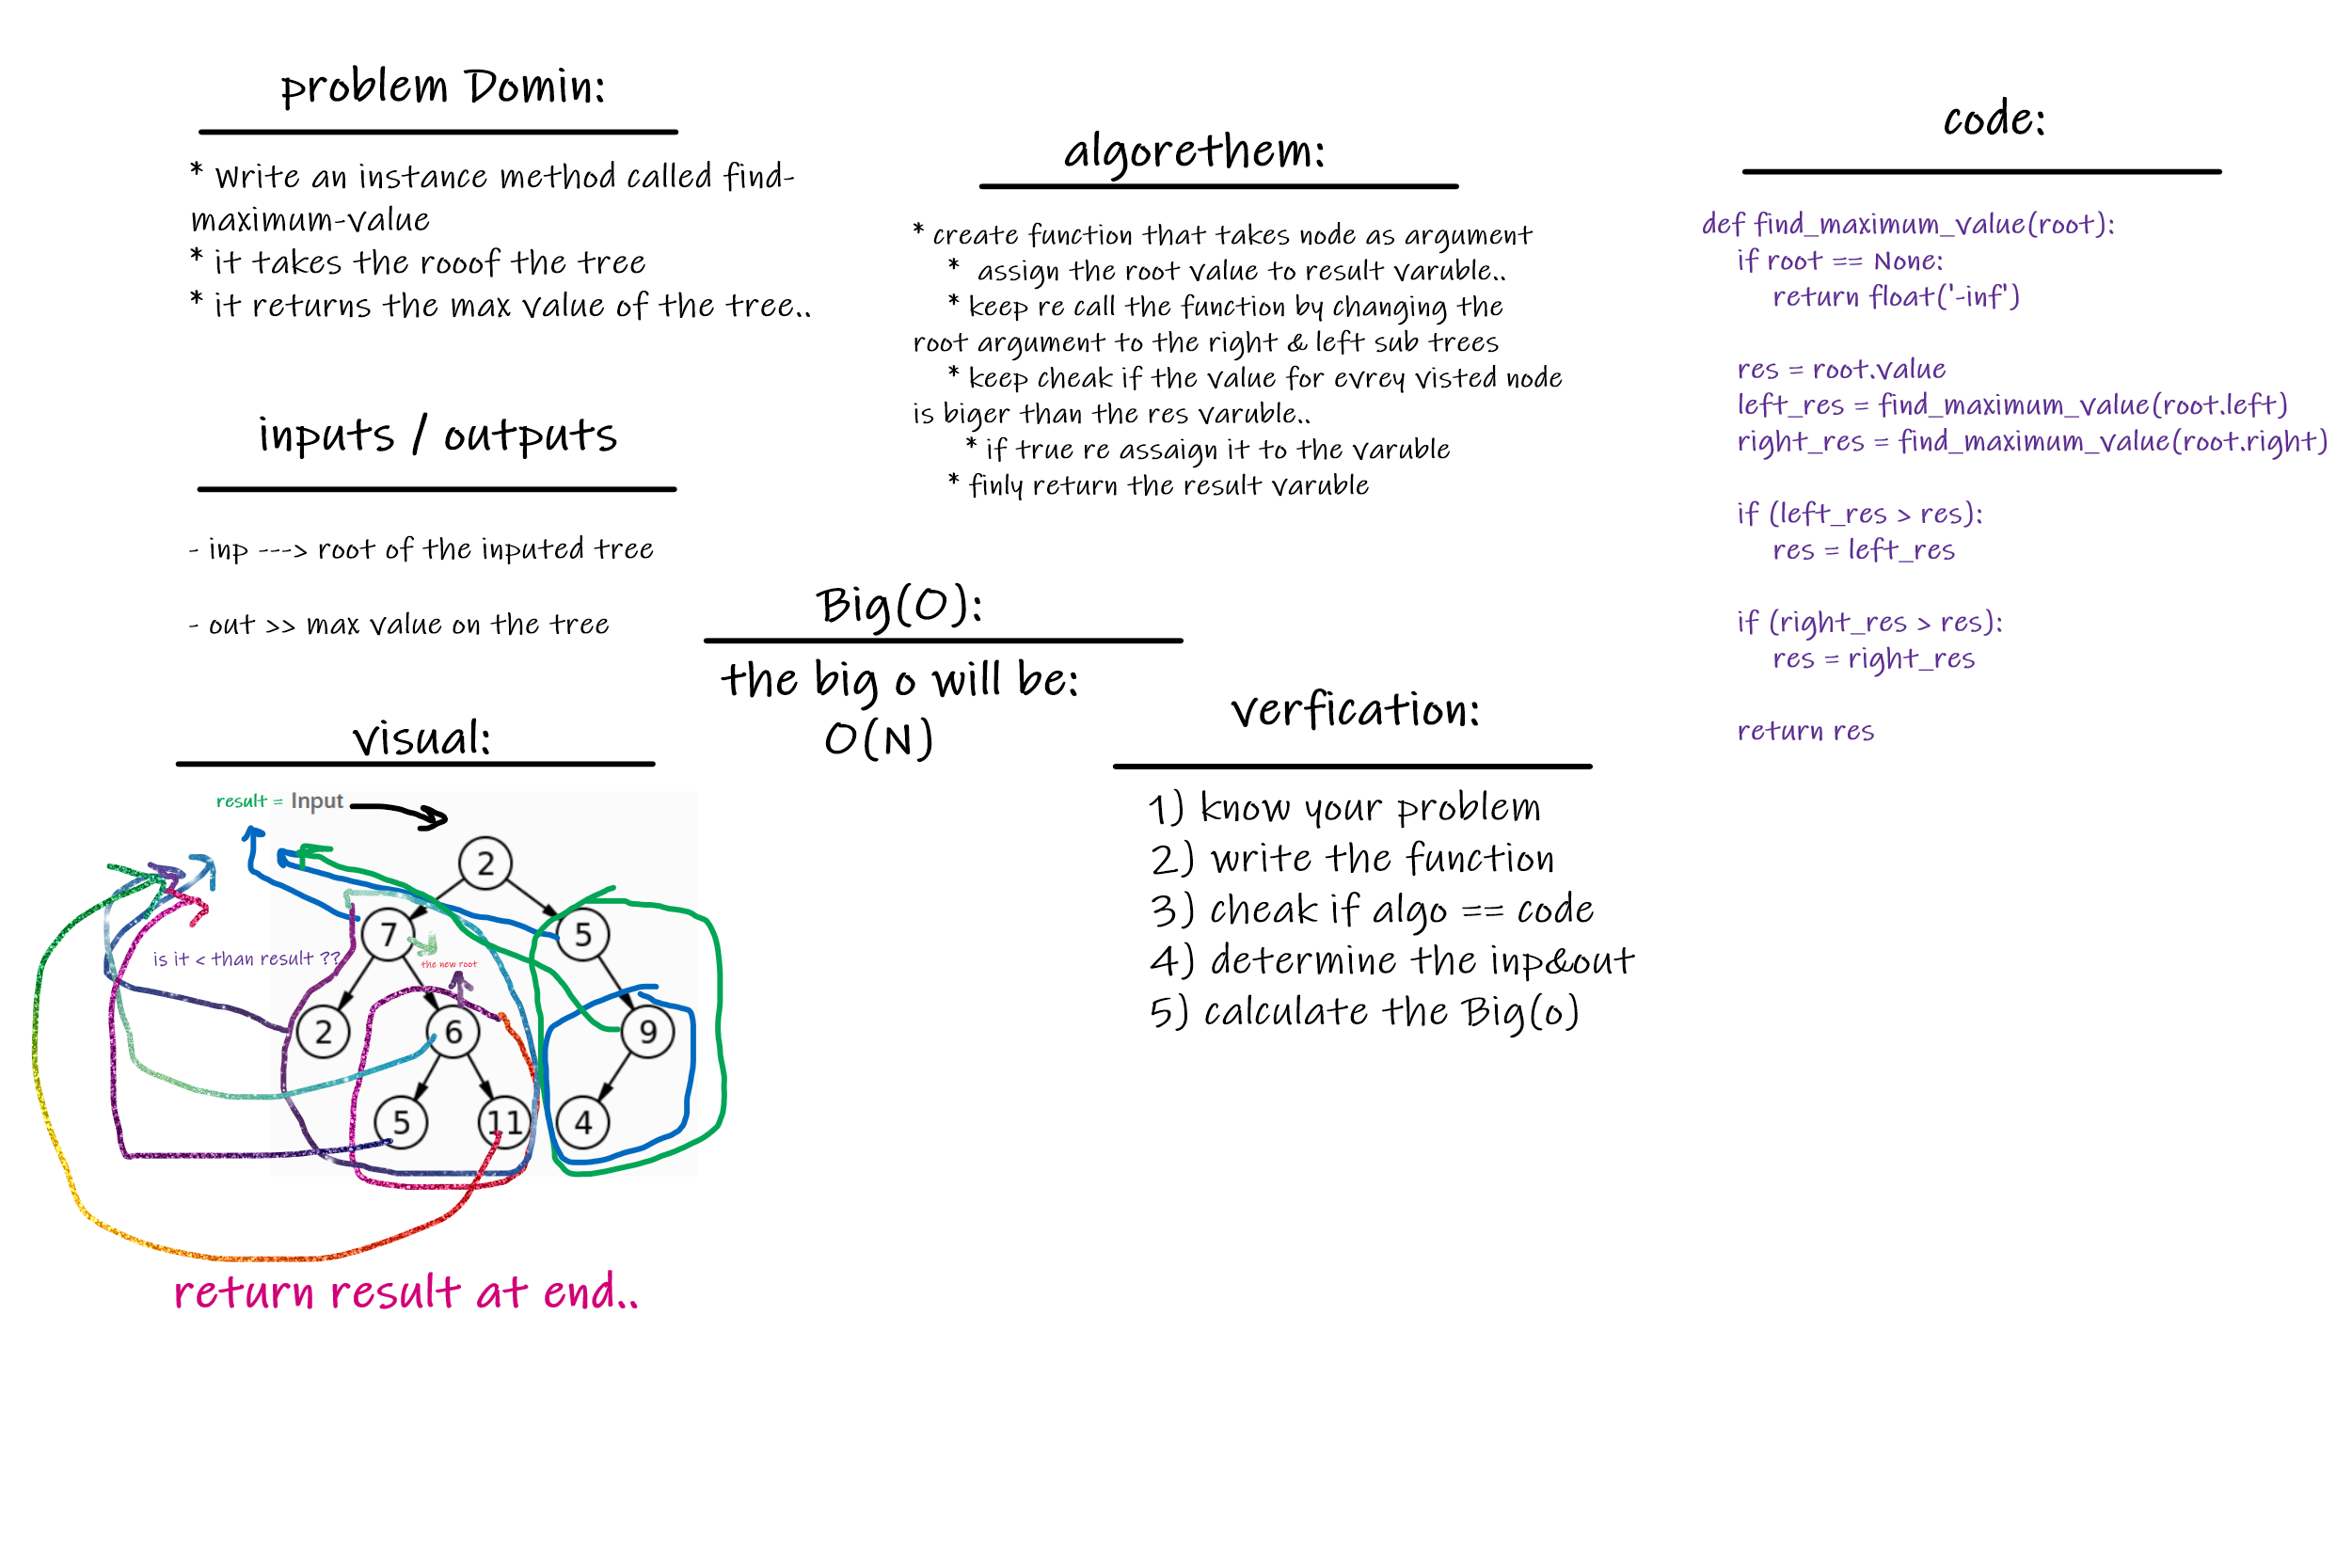 problem Domin:
* Write an instance method called find-
maximum-value
* it takes the rooof the tree
* it returns the max value of the tree..
inputs / outputs
- inp ---> root of the inputed tree
- out >> max value on the tree
visual:
result = Input
2
7
5
is it < than result ??
the new root
2
6
9
5
11
4
return result at end..
algorethem:
* create function that takes node as argument
* assign the root value to result varuble..
* keep re call the function by changing the
root argument to the right & left sub trees
* keep cheak if the value for evrey visted node
is biger than the res varuble..
* if true re assaign it to the varuble
* finly return the result varuble
Big(O):
the big o will be:
O(N)
verfication:
1) know your problem
2) write the function
3) cheak if algo == code
4) determine the inp&out
5) calculate the Big(o)
code:
def find_maximum_value(root):
if root == None:
return float('-inf')
res = root.value
left_res = find_maximum_value(root.left)
right_res = find_maximum_value(root.right)
if (left_res > res):
res = left_res
if (right_res > res):
res = right_res
return res